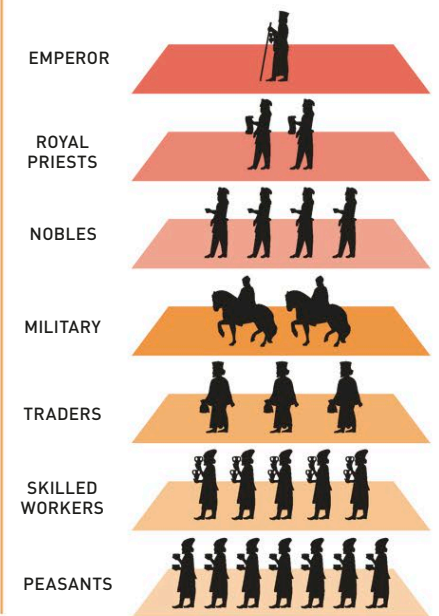 EMPEROR
ROYAL
PRIESTS
NOBLES
MILITARY
TRADERS
SKILLED
WORKERS
PEASANTS